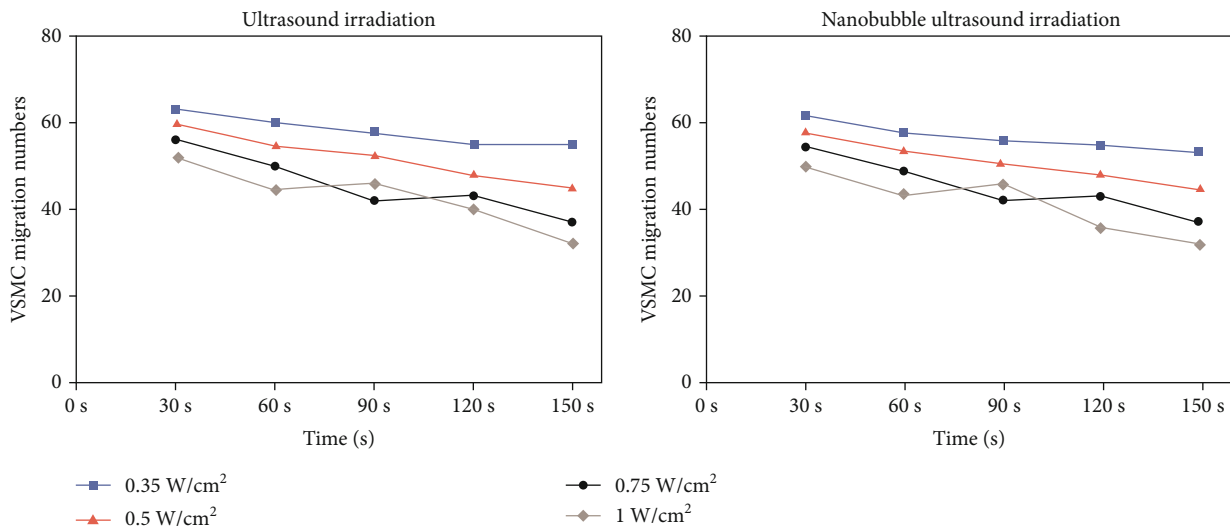 Ultrasound irradiation
80
60
40
20
0
VSMC migration numbers
0 s 30 s 60 s 90 s 120 s 150 s
Time (s)
Nanobubble ultrasound irradiation
80
60
40
20
0
VSMC migration numbers
0 s 30 s 60 s 90 s 120 s 150 s
Time (s)
0.35 W/cm²
0.5 W/cm²
0.75 W/cm²
1 W/cm²